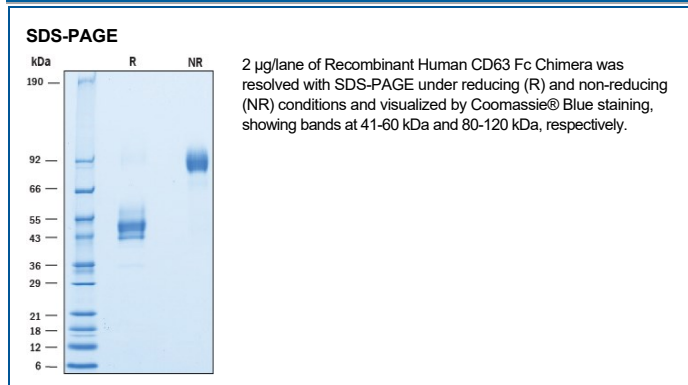 SDS-PAGE
kDa R NR
190
92
66
55
43
36
29
21
18
12
6
2 μg/lane of Recombinant Human CD63 Fc Chimera was
resolved with SDS-PAGE under reducing (R) and non-reducing
(NR) conditions and visualized by Coomassie® Blue staining,
showing bands at 41-60 kDa and 80-120 kDa, respectively.